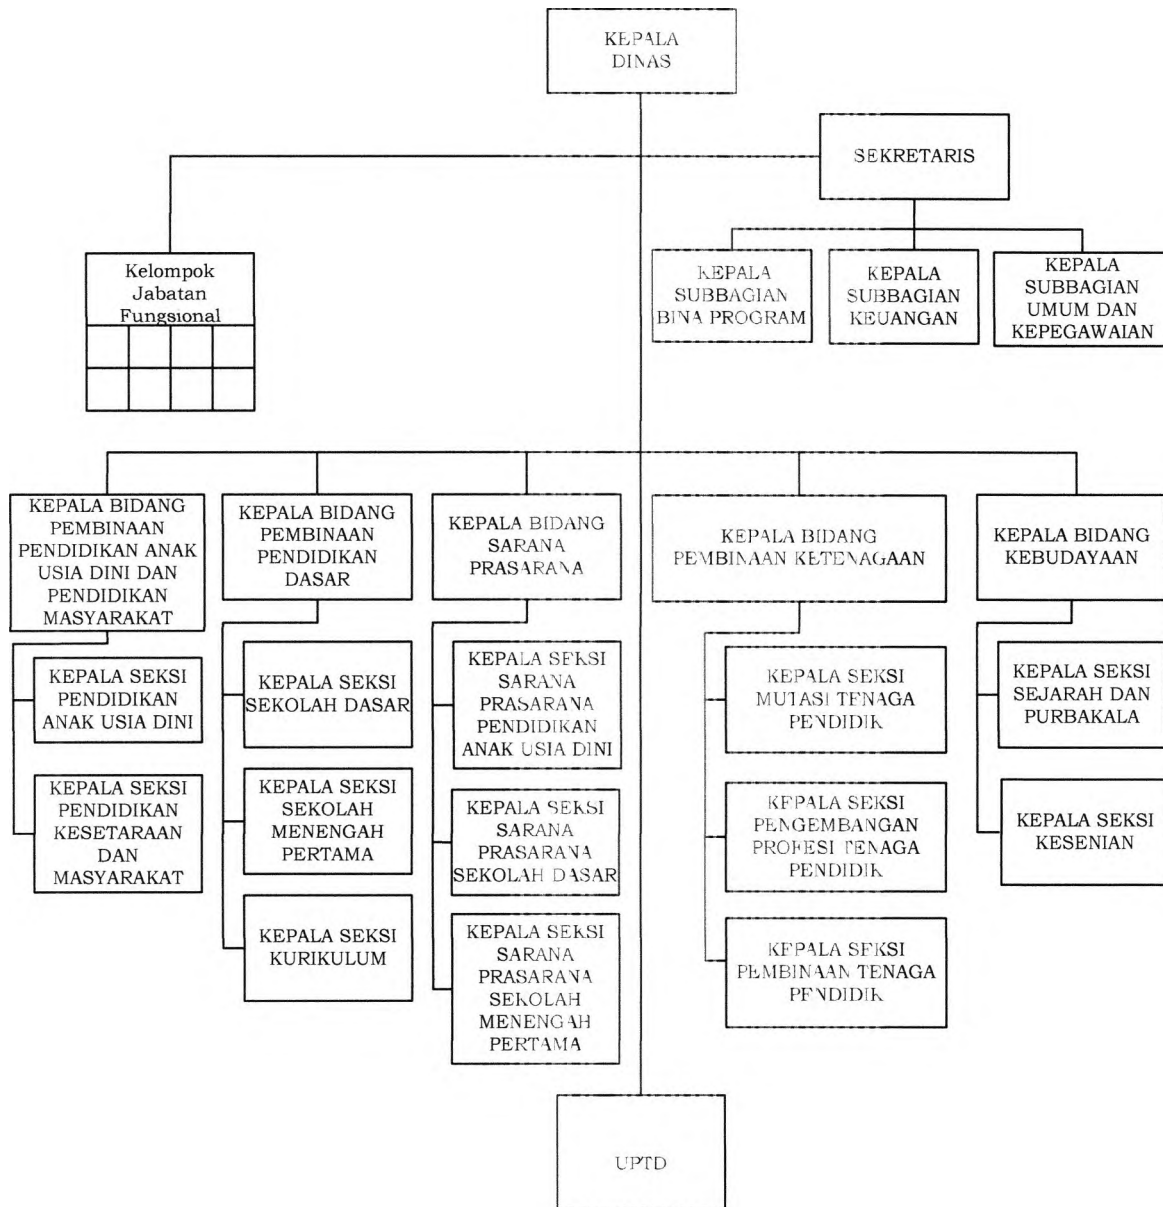 KEPALA
DINAS
SEKRETARIS
Kelompok
Jabatan
Fungsional
KEPALA
SUBBAGIAN
BINA PROGRAM
KEPALA
SUBBAGIAN
KEUANGAN
KEPALA
SUBBAGIAN
UMUM DAN
KEPEGAWAIAN
KEPALA BIDANG
PEMBINAAN
PENDIDIKAN ANAK
USIA DINI DAN
PENDIDIKAN
MASYARAKAT
KEPALA SEKSI
PENDIDIKAN
ANAK USIA DINI
KEPALA SEKSI
PENDIDIKAN
KESETARAAN
DAN
MASYARAKAT
KEPALA BIDANG
PEMBINAAN
PENDIDIKAN
DASAR
KEPALA SEKSI
SEKOLAH DASAR
KEPALA SEKSI
SEKOLAH
MENENGAH
PERTAMA
KEPALA SEKSI
KURIKULUM
KEPALA BIDANG
SARANA
PRASARANA
KEPALA SEKSI
SARANA
PRASARANA
PENDIDIKAN
ANAK USIA DINI
KEPALA SEKSI
SARANA
PRASARANA
SEKOLAH DASAR
KEPALA SEKSI
SARANA
PRASARANA
SEKOLAH
MENENGAH
PERTAMA
KEPALA BIDANG
PEMBINAAN KETENAGAAN
KEPALA SEKSI
MUTASI TENAGA
PENDIDIK
KEPALA SEKSI
PENGEMBANGAN
PROFESI TENAGA
PENDIDIK
KEPALA SEKSI
PEMBINAAN TENAGA
PENDIDIK
KEPALA BIDANG
KEBUDAYAAN
KEPALA SEKSI
SEJARAH DAN
PURBAKALA
KEPALA SEKSI
KESENIAN
UPTD